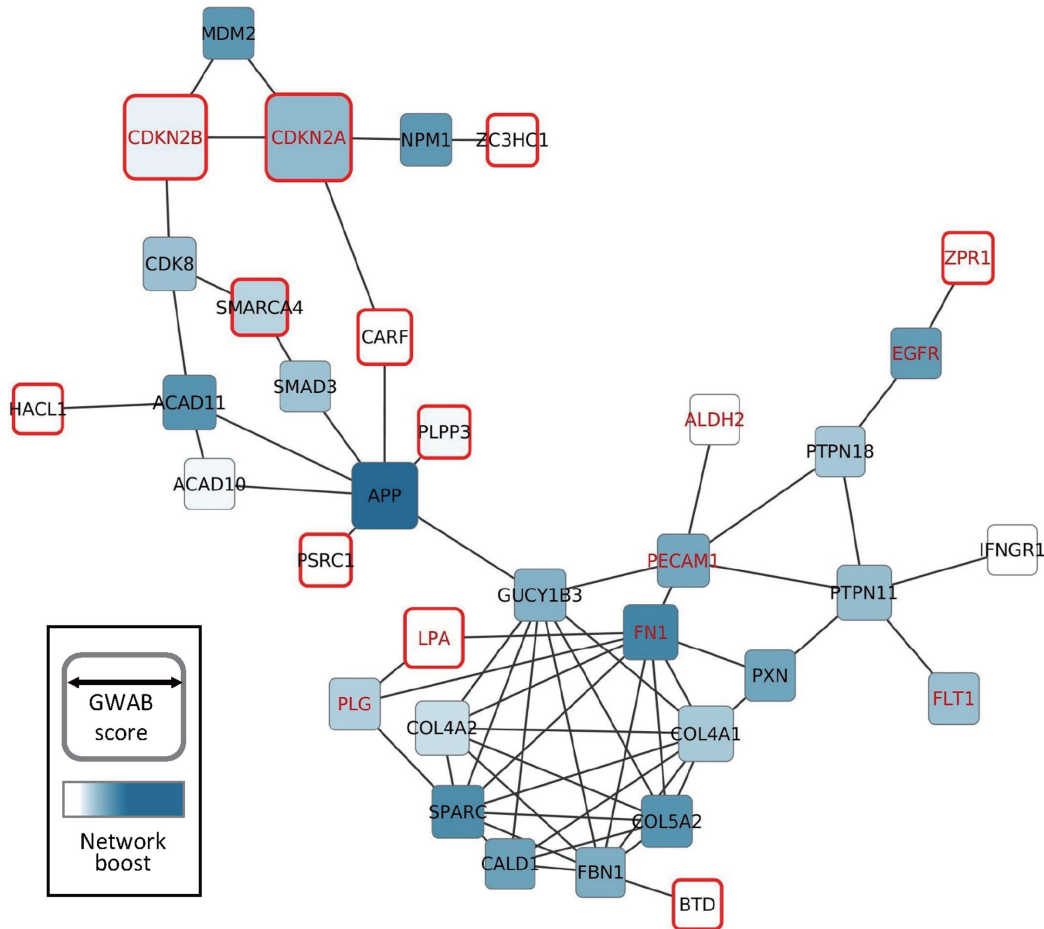 MDM2
CDKN2B
CDKN2A
NPM1
ZC3HC1
ZPR1
CDK8
SMARCA4
CARF
EGFR
SMAD3
HACL1
ACAD11
ALDH2
PLPP3
PTPN18
ACAD10
APP
PSRC1
IFNGR1
PECAM1
GUCY1B3
PTPN11
LPA
FN1
PXN
PLG
FLT1
COL4A2
COL4A1
GWAB
score
SPARC
COL5A2
Network
boost
CALD1
FBN1
BTD